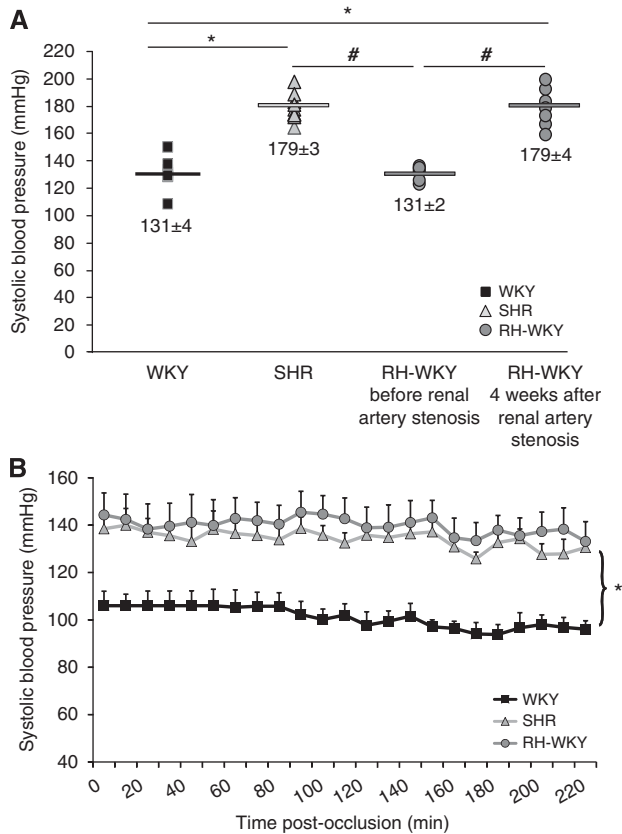 A
*
*
#
#
Systolic blood pressure (mmHg)
220
200
180
160
140
120
100
80
60
40
20
0
131±4
179±3
131±2
179±4
WKY
SHR
RH-WKY
WKY
SHR
RH-WKY
before renal
artery stenosis
RH-WKY
4 weeks after
renal artery
stenosis
B
Systolic blood pressure (mmHg)
160
140
120
100
80
60
40
*
WKY
SHR
RH-WKY
0 20 40 60 80 100 120 140 160 180 200 220
Time post-occlusion (min)